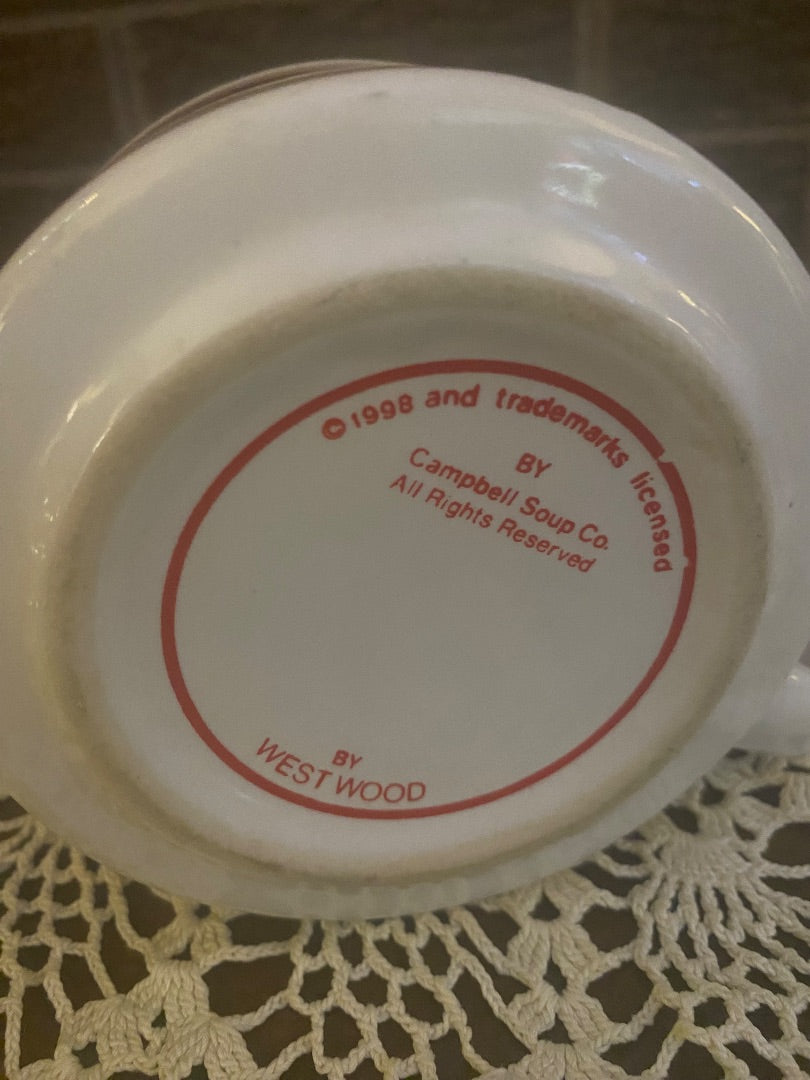 ©1998 and trademarks licensed
BY
Campbell Soup Co.
All Rights Reserved
BY
WESTWOOD